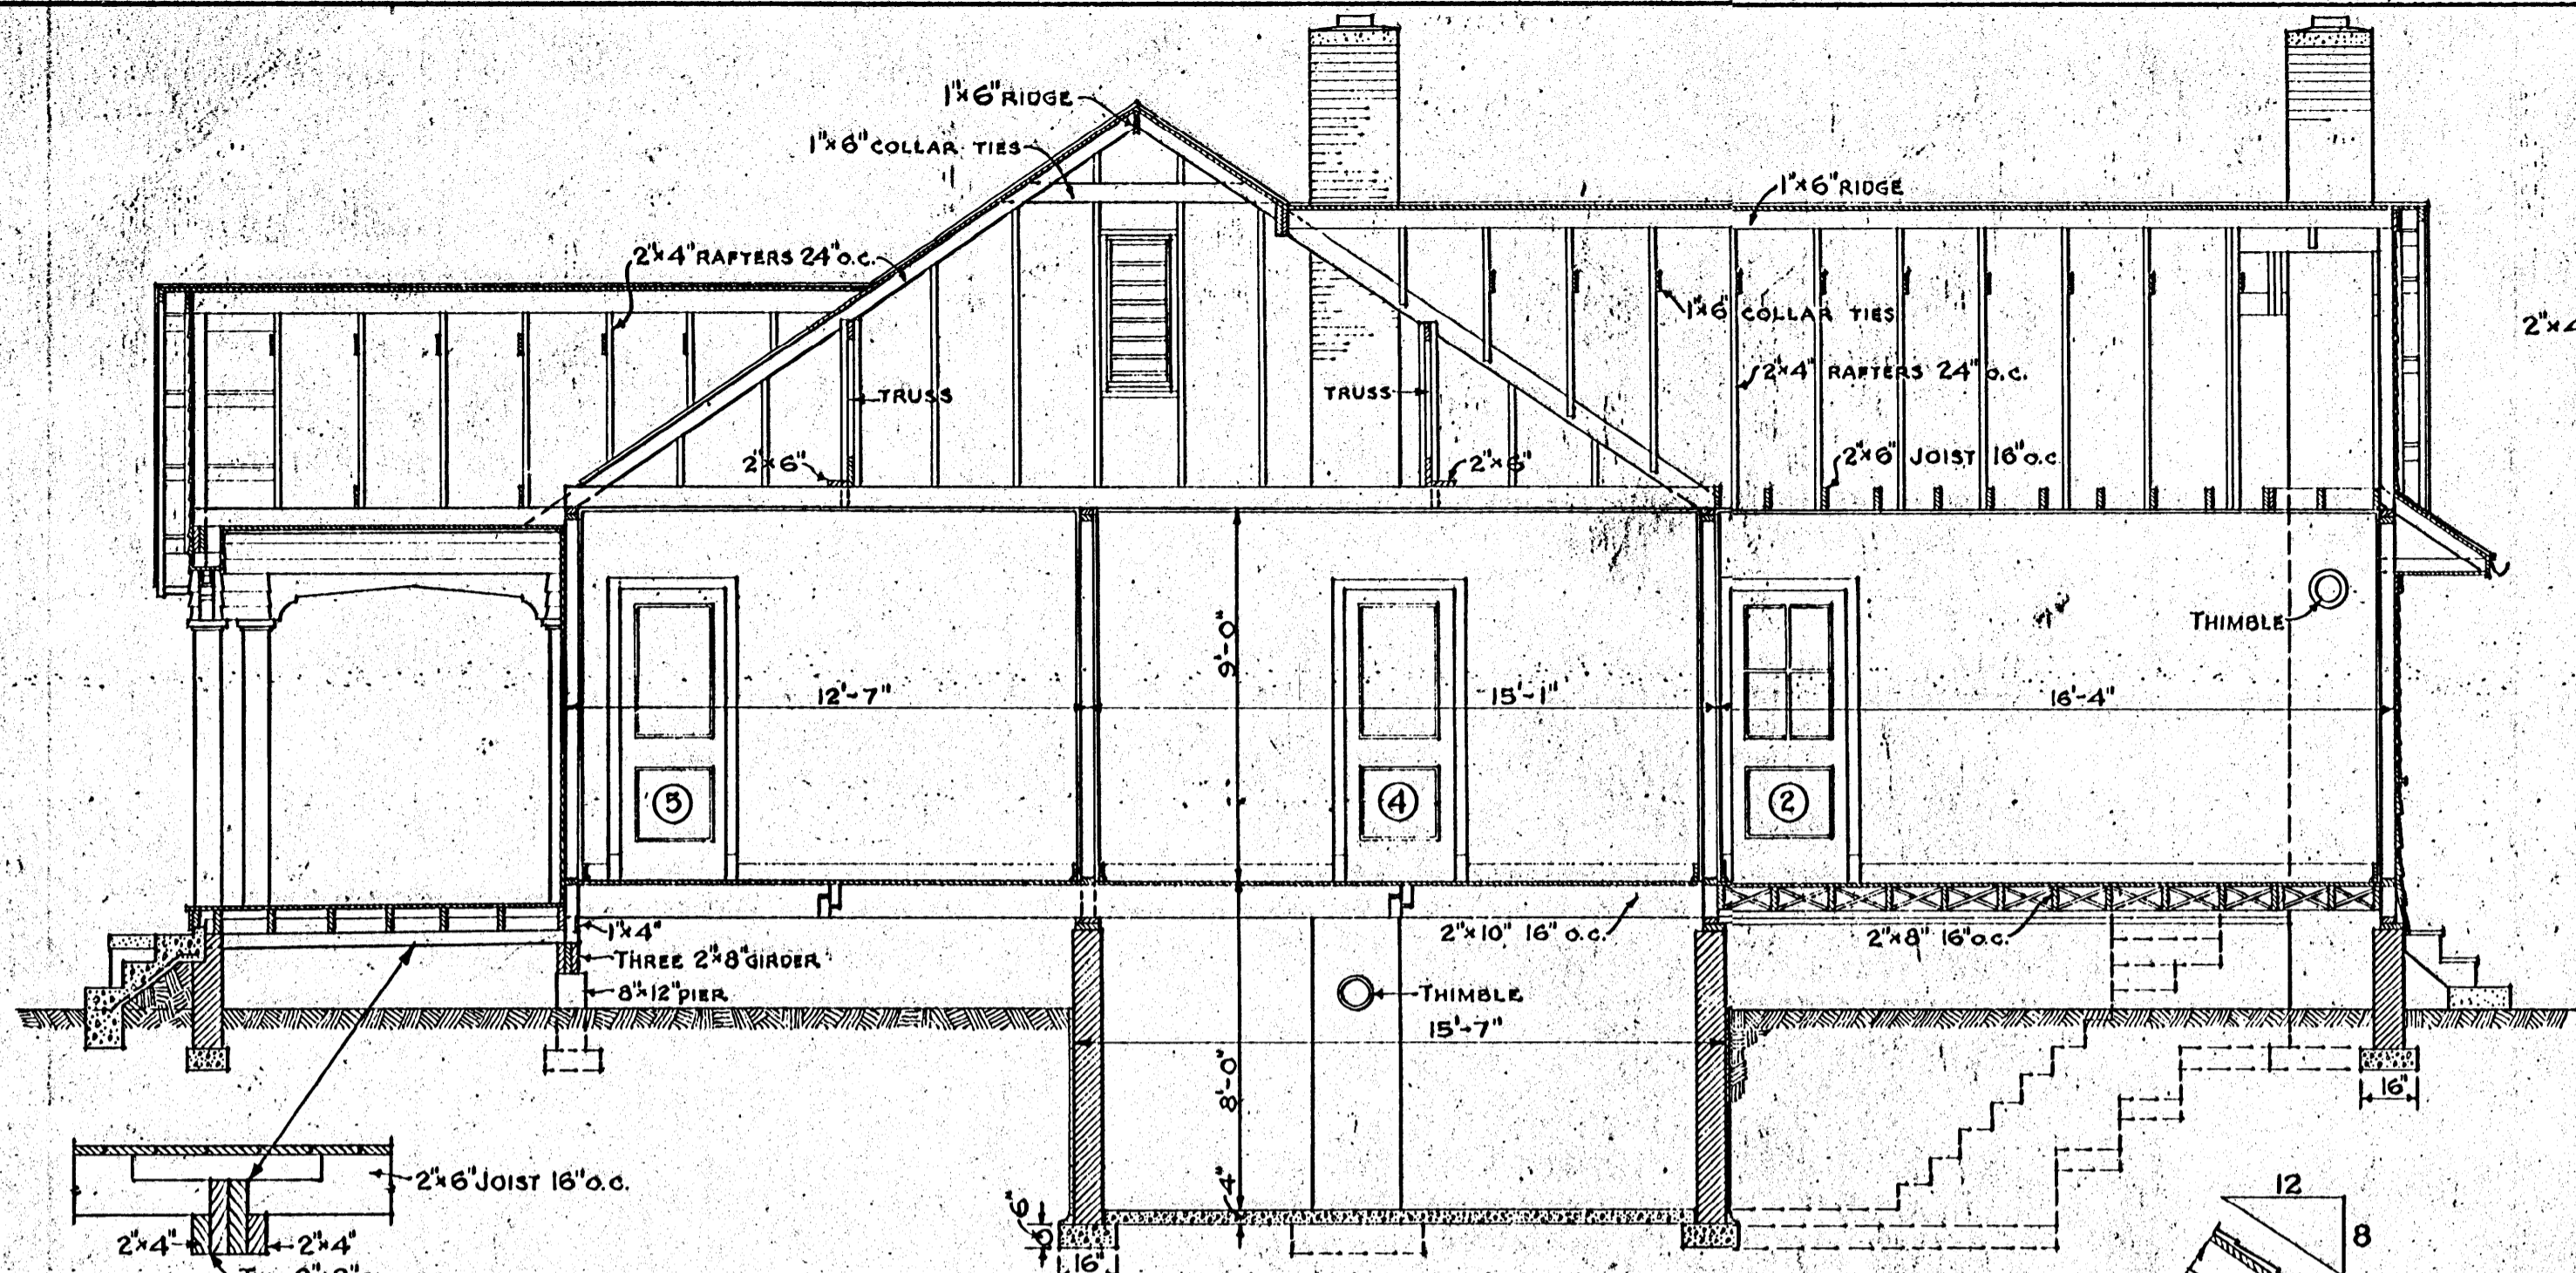 1"×6" RIDGE
1"×6" COLLAR TIES
1"×6" RIDGE
2"×4" RAFTERS 24" O.C.
1"×6" COLLAR TIES
2"×4
TRUSS
TRUSS
2"×4" RAFTERS 24" O.C.
2"×6"
2"×6"
2"×6" JOIST 16" O.C.
THIMBLE
9'-0"
12'-7"
15'-1"
16'-4"
5
4
2
1"×4"
THREE 2"×8" GIRDER
8"×12" PIER
2"×10" 16" O.C.
2"×8" 16" O.C.
THIMBLE
15'-7"
8'-0"
16"
2"×6" JOIST 16" O.C.
4"
6"
2"×4"
2"×4"
16"
12
8